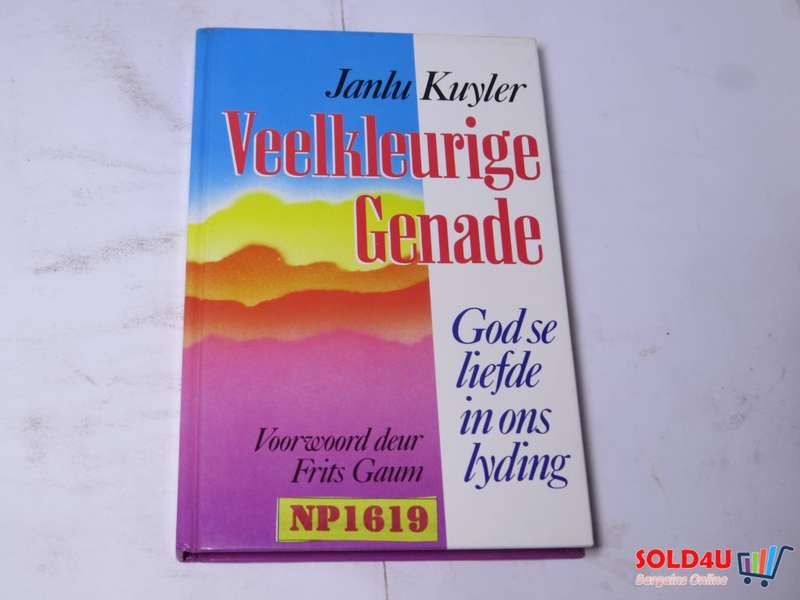 Janlu Kuyler
Veelkleurige
Genade
God se
liefde
in ons
lyding
Voorwoord deur
Frits Gaum
NP1619
SOLD4U
Bargains Online